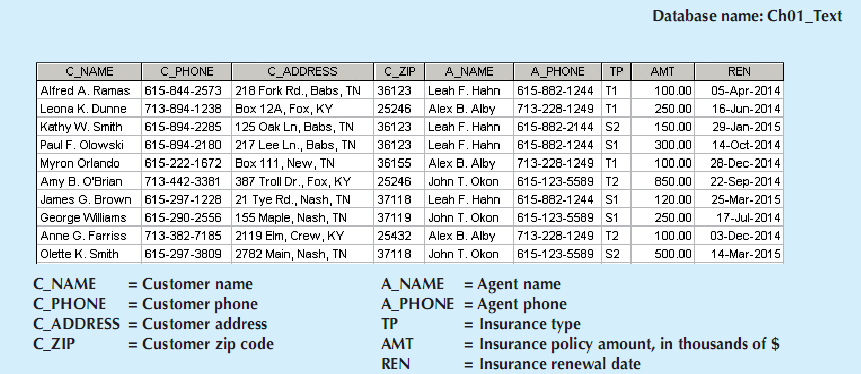 Database name: Ch01_Text
C_NAME C_PHONE C_ADDRESS C_ZIP A_NAME A_PHONE TP AMT REN
Alfred A. Ramas 615-844-2573 218 Fork Rd., Babs, TN 36123 Leah F. Hahn 615-882-1244 T1 100.00 05-Apr-2014
Leona K. Dunne 713-894-1238 Box 12A, Fox, KY 25246 Alex B. Alby 713-228-1249 T1 250.00 16-Jun-2014
Kathy W. Smith 615-894-2285 125 Oak Ln, Babs, TN 36123 Leah F. Hahn 615-882-2144 S2 150.00 29-Jan-2015
Paul F. Olowski 615-894-2180 217 Lee Ln., Babs, TN 36123 Leah F. Hahn 615-882-1244 S1 300.00 14-Oct-2014
Myron Orlando 615-222-1672 Box 111, New, TN 36155 Alex B. Alby 713-228-1249 T1 100.00 28-Dec-2014
Amy B. O'Brian 713-442-3381 387 Troll Dr., Fox, KY 25246 John T. Okon 615-123-5589 T2 850.00 22-Sep-2014
James G. Brown 615-297-1228 21 Tye Rd., Nash, TN 37118 Leah F. Hahn 615-882-1244 S1 120.00 25-Mar-2015
George Williams 615-290-2556 155 Maple, Nash, TN 37119 John T. Okon 615-123-5589 S1 250.00 17-Jul-2014
Anne G. Farriss 713-382-7185 2119 Elm, Crew, KY 25432 Alex B. Alby 713-228-1249 T2 100.00 03-Dec-2014
Olette K. Smith 615-297-3809 2782 Main, Nash, TN 37118 John T. Okon 615-123-5589 S2 500.00 14-Mar-2015
C_NAME = Customer name
C_PHONE = Customer phone
C_ADDRESS = Customer address
C_ZIP = Customer zip code
A_NAME = Agent name
A_PHONE = Agent phone
TP = Insurance type
AMT = Insurance policy amount, in thousands of $
REN = Insurance renewal date